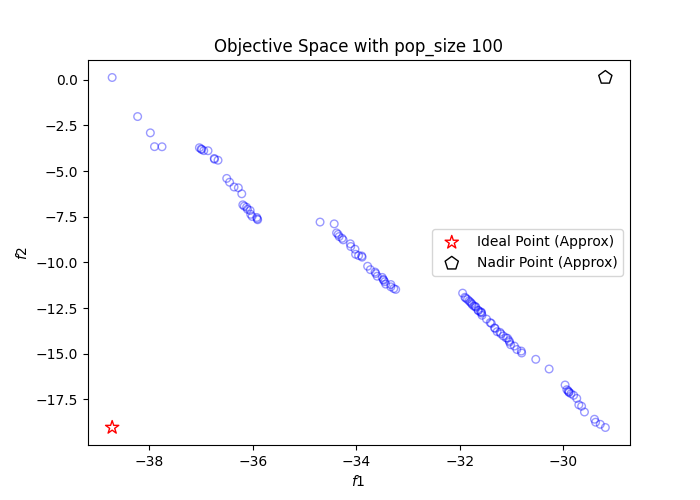 Objective Space with pop_size 100
0.0
−2.5
−5.0
−7.5
−10.0
−12.5
−15.0
−17.5
f2
Ideal Point (Approx)
Nadir Point (Approx)
−38 −36 −34 −32 −30
f1